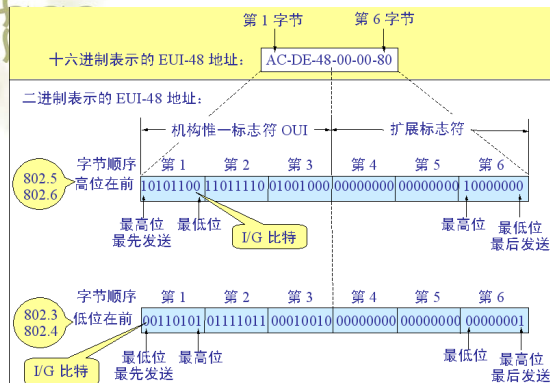 第 1 字节 第 6 字节
十六进制表示的 EUI-48 地址： AC-DE-48-00-00-80
二进制表示的 EUI-48 地址：
机构惟一标志符 OUI 扩展标志符
字节顺序 第 1 第 2 第 3 第 4 第 5 第 6
802.5
802.6
高位在前 10101100 11011110 01001000 00000000 00000000 10000000
最高位 最低位 最高位 最低位
最先发送 最后发送
I/G 比特
字节顺序 第 1 第 2 第 3 第 4 第 5 第 6
802.3
802.4
低位在前 00110101 01111011 00010010 00000000 00000000 00000001
最低位 最高位 最低位 最高位
I/G 比特 最先发送 最后发送